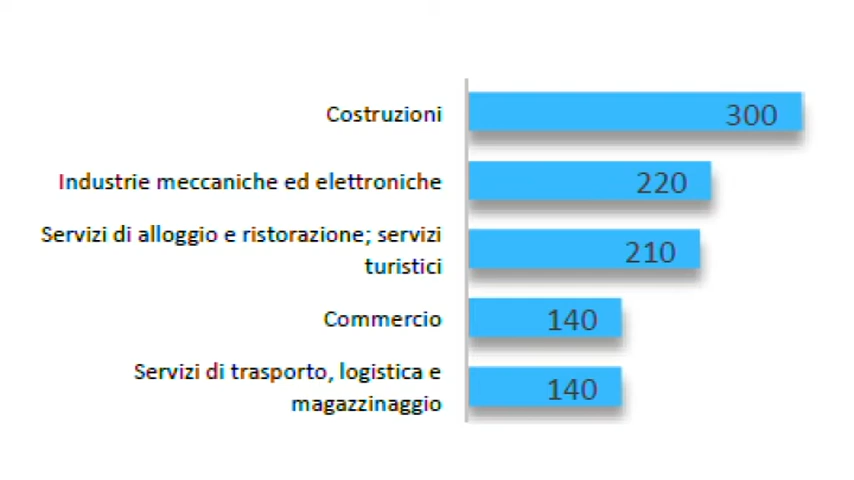 Costruzioni
300
Industrie meccaniche ed elettroniche
220
Servizi di alloggio e ristorazione; servizi
turistici
210
Commercio
140
Servizi di trasporto, logistica e
magazzinaggio
140